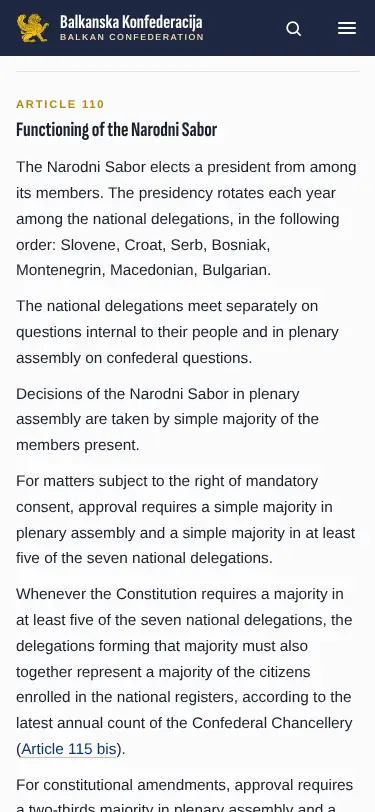 Balkanska Konfederacija
BALKAN CONFEDERATION
ARTICLE 110
Functioning of the Narodni Sabor
The Narodni Sabor elects a president from among
its members. The presidency rotates each year
among the national delegations, in the following
order: Slovene, Croat, Serb, Bosniak,
Montenegrin, Macedonian, Bulgarian.
The national delegations meet separately on
questions internal to their people and in plenary
assembly on confederal questions.
Decisions of the Narodni Sabor in plenary
assembly are taken by simple majority of the
members present.
For matters subject to the right of mandatory
consent, approval requires a simple majority in
plenary assembly and a simple majority in at least
five of the seven national delegations.
Whenever the Constitution requires a majority in
at least five of the seven national delegations, the
delegations forming that majority must also
together represent a majority of the citizens
enrolled in the national registers, according to the
latest annual count of the Confederal Chancellery
(Article 115 bis).
For constitutional amendments, approval requires
a two-thirds majority in plenary assembly and a